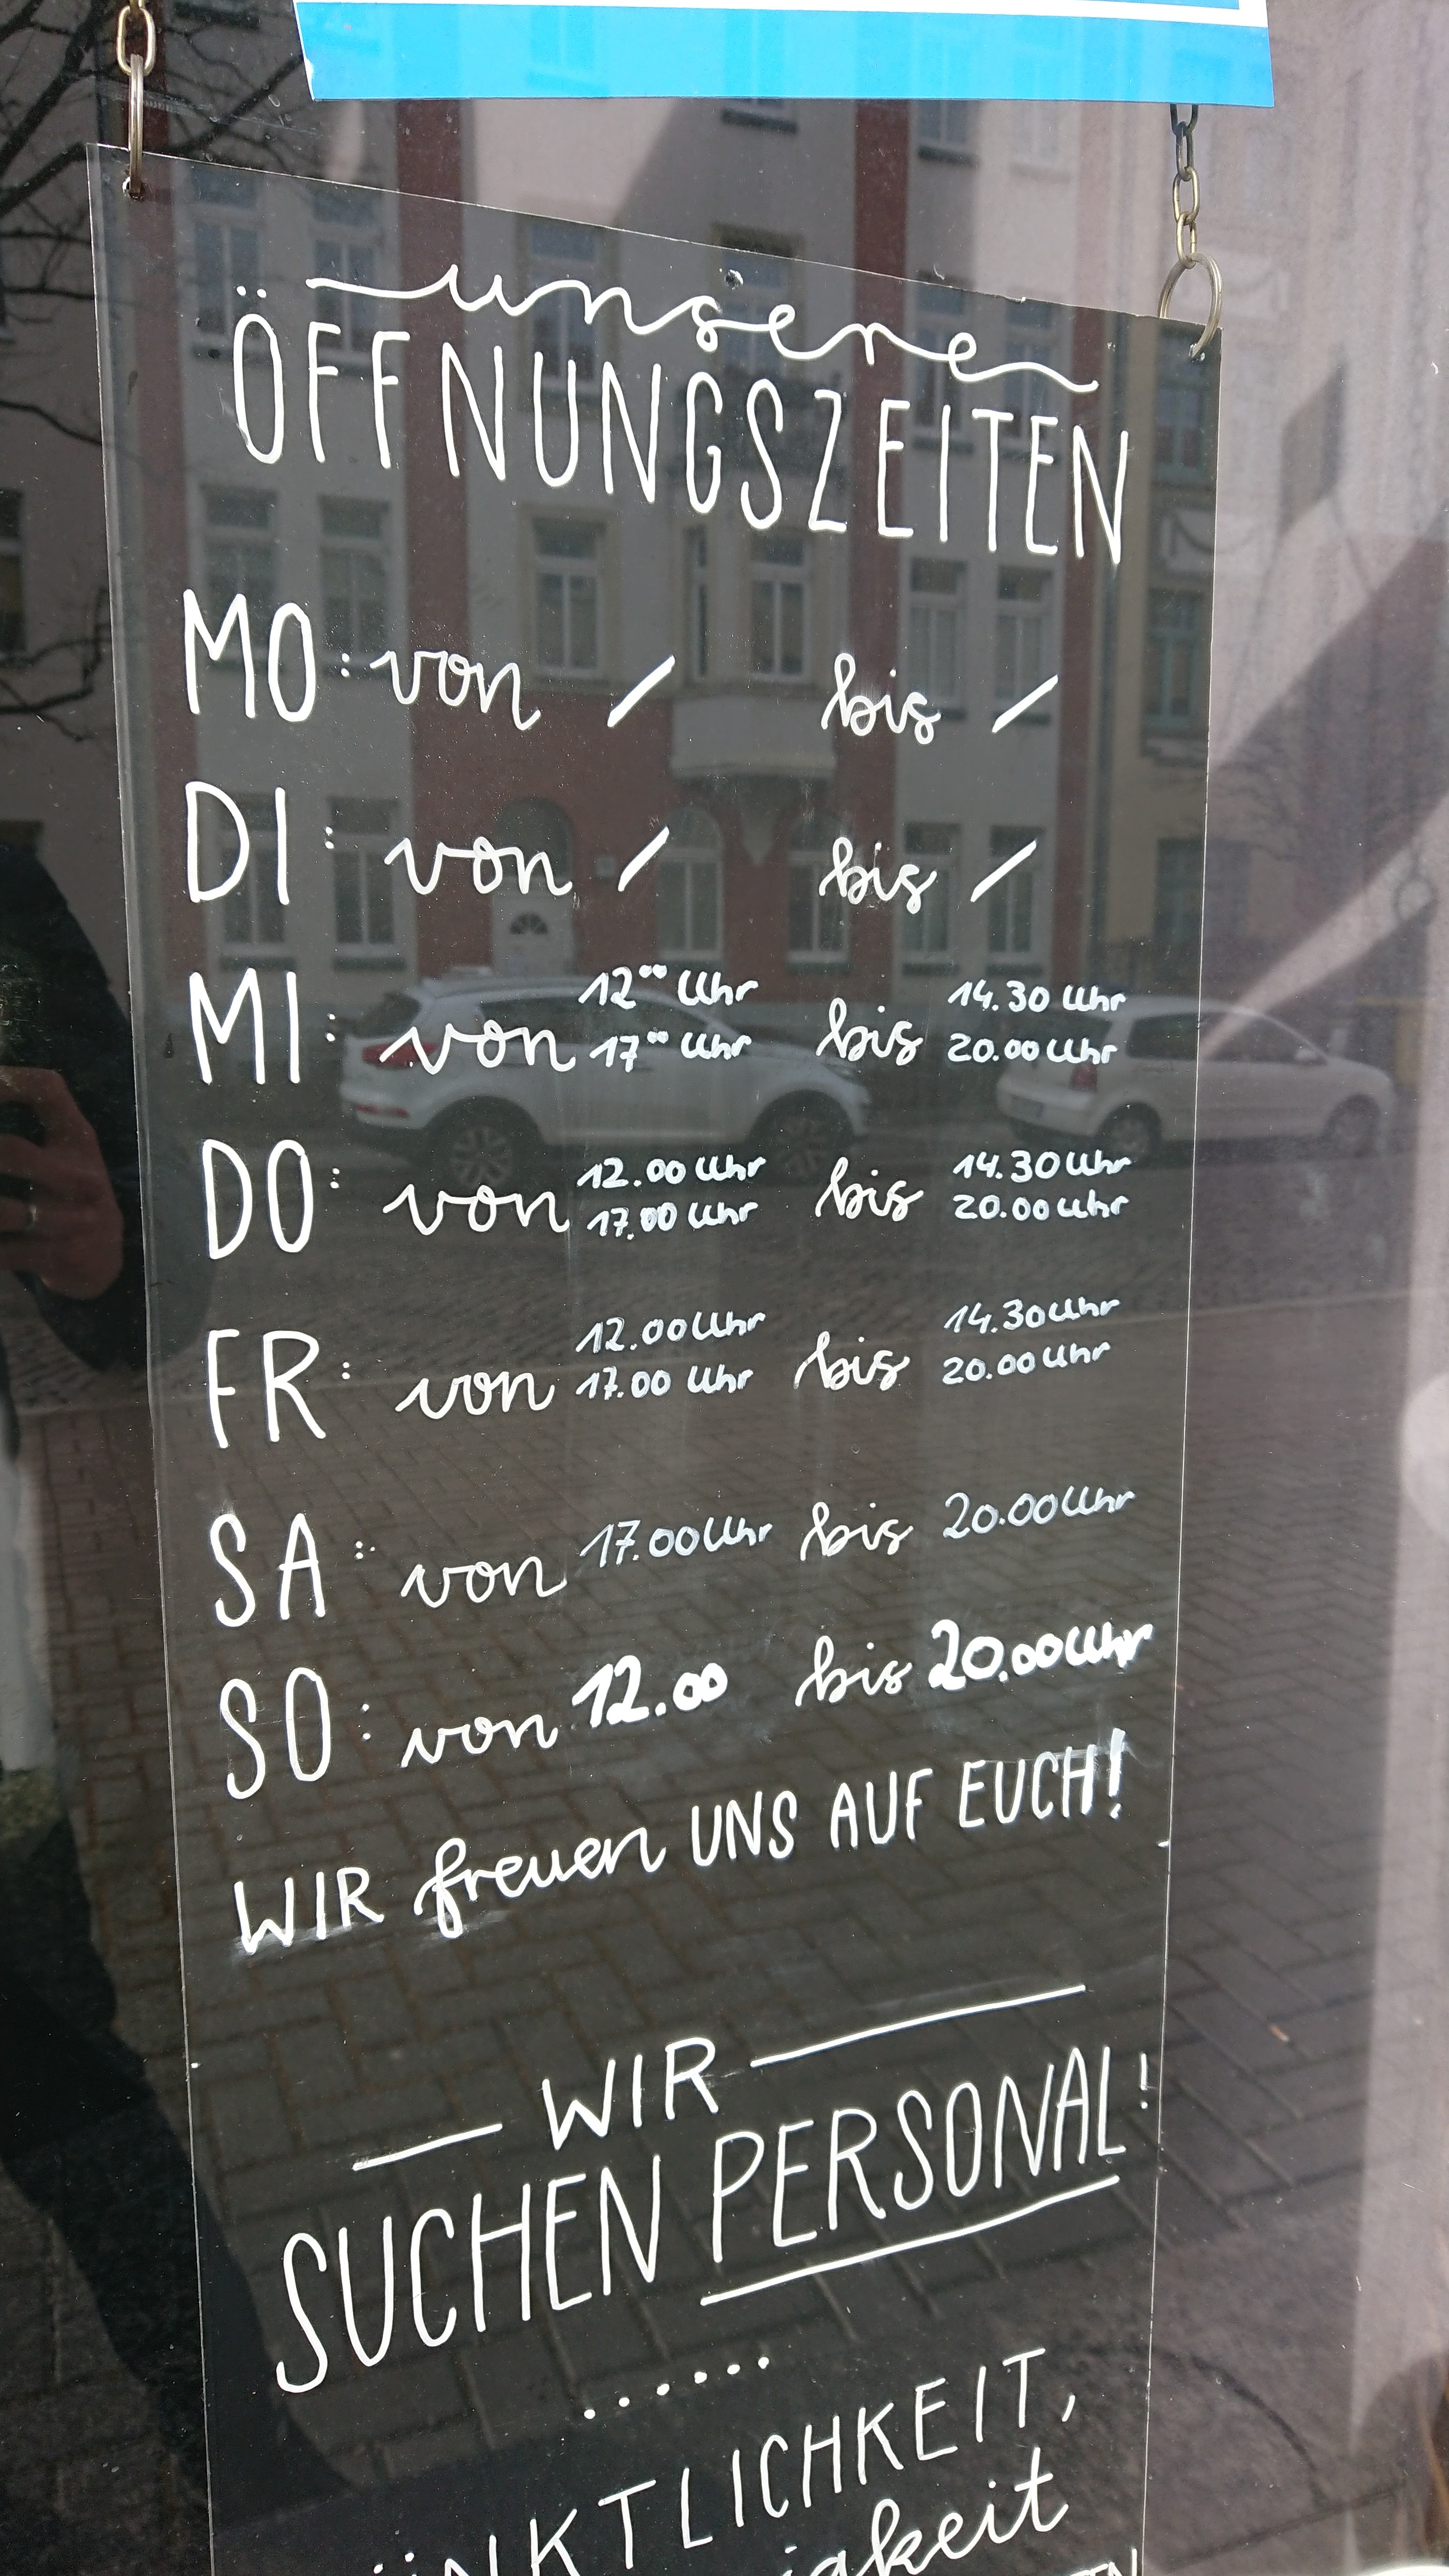 unsere
ÖFFNUNGSZEITEN
MO: von / bis /
DI: von / bis /
MI: von 12⁰⁰ Uhr bis 14.30 Uhr
17⁰⁰ Uhr 20.00 Uhr
DO: von 12.00 Uhr bis 14.30 Uhr
17.00 Uhr 20.00 Uhr
FR: von 12.00 Uhr bis 14.30 Uhr
17.00 Uhr 20.00 Uhr
SA: von 17.00 Uhr bis 20.00 Uhr
SO: von 12.00 bis 20.00 Uhr
WIR freuen UNS AUF EUCH!
WIR
SUCHEN PERSONAL!
.......
ÜNKTLICHKEIT,